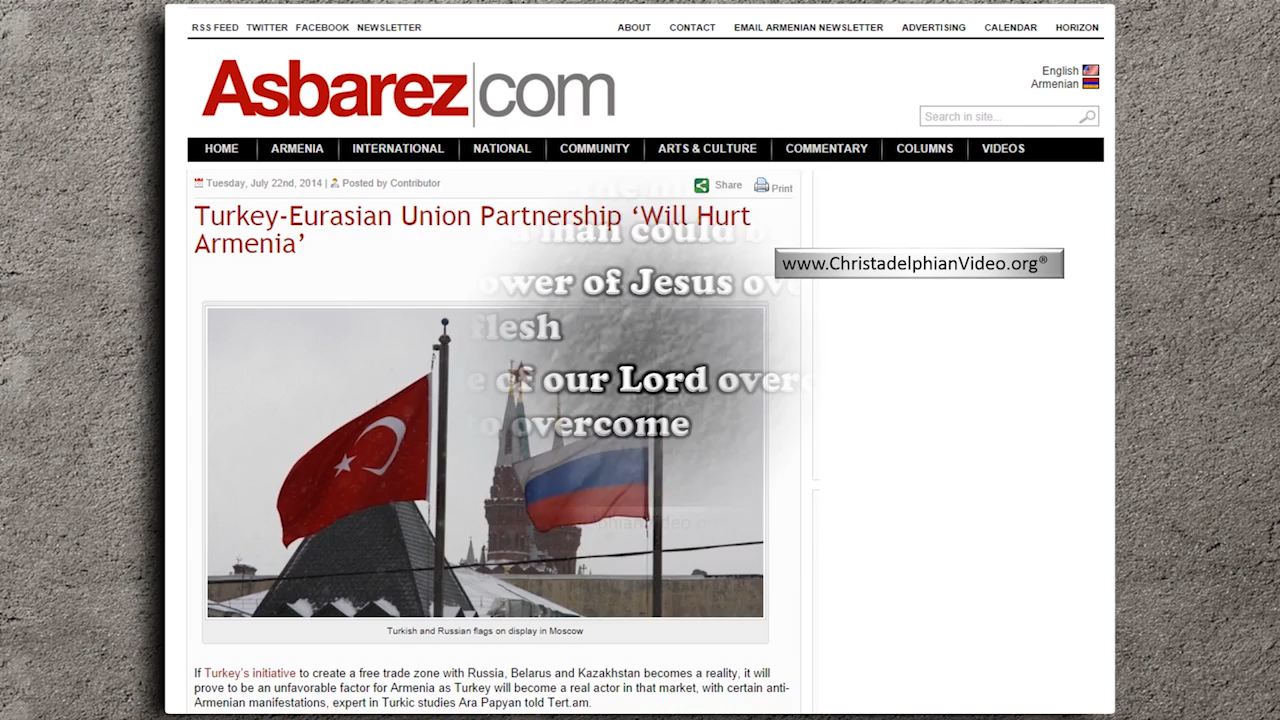 RSS FEED TWITTER FACEBOOK NEWSLETTER ABOUT CONTACT EMAIL ARMENIAN NEWSLETTER ADVERTISING CALENDAR HORIZON
Asbarez com
English
Armenian
Search in site...
HOME ARMENIA INTERNATIONAL NATIONAL COMMUNITY ARTS & CULTURE COMMENTARY COLUMNS VIDEOS
Tuesday, July 22nd, 2014 | Posted by Contributor Share Print
Turkey-Eurasian Union Partnership ‘Will Hurt
Armenia’
a man could
www.ChristadelphianVideo.org®
ower of Jesus ov
flesh
e of our Lord overc
to overcome
Turkish and Russian flags on display in Moscow
If Turkey's initiative to create a free trade zone with Russia, Belarus and Kazakhstan becomes a reality, it will
prove to be an unfavorable factor for Armenia as Turkey will become a real actor in that market, with certain anti-
Armenian manifestations, expert in Turkic studies Ara Papyan told Tert.am.